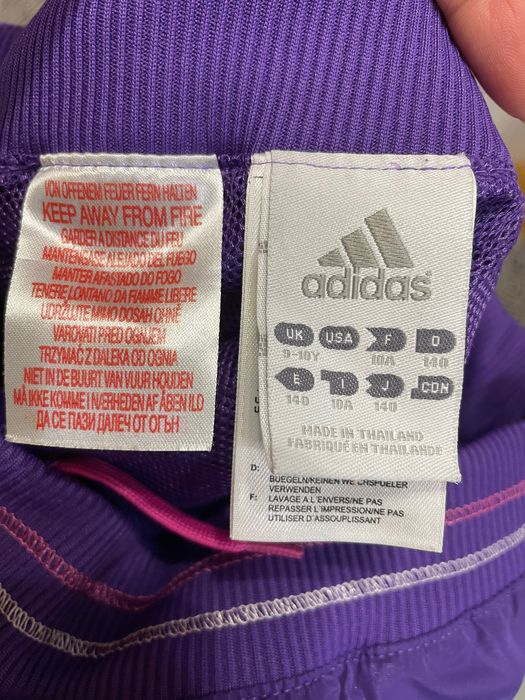 VON OFFENEM FEUER FERN HALTEN
KEEP AWAY FROM FIRE
GARDER A DISTANCE DU FEU
MANTENGASE ALEJADO DEL FUEGO
MANTER AFASTADO DO FOGO
TENERE LONTANO DA FIAMME LIBERE
UDRŽUJTE MIMO DOSAH OHNĚ
VAROVATI PRED OGNJEM
TRZYMAĆ Z DALEKA OD OGNIA
NIET IN DE BUURT VAN VUUR HOUDEN
MÅ IKKE KOMME I NÆRHEDEN AF ÅBEN ILD
ДА СЕ ПАЗИ ДАЛЕЧ ОТ ОГЪН
adidas®
UK USA F D
9-10Y 10A 140
E I J CDN
140 10A 140
MADE IN THAILAND
FABRIQUÉ EN THAILANDE
D:
BUEGELN/KEINEN WEICHSPUELER
VERWENDEN
F: LAVAGE A L'ENVERS/NE PAS
REPASSER L'IMPRESSION/NE PAS
UTILISER D'ASSOUPLISSANT